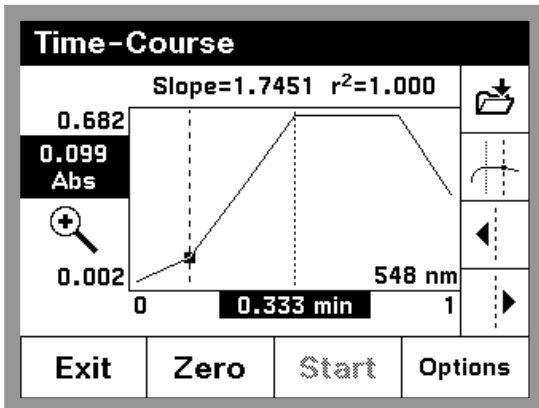 Time-Course
Slope=1.7451 r²=1.000
0.682
0.099
Abs
0.002
548 nm
0
0.333 min
1
Exit
Zero
Start
Options